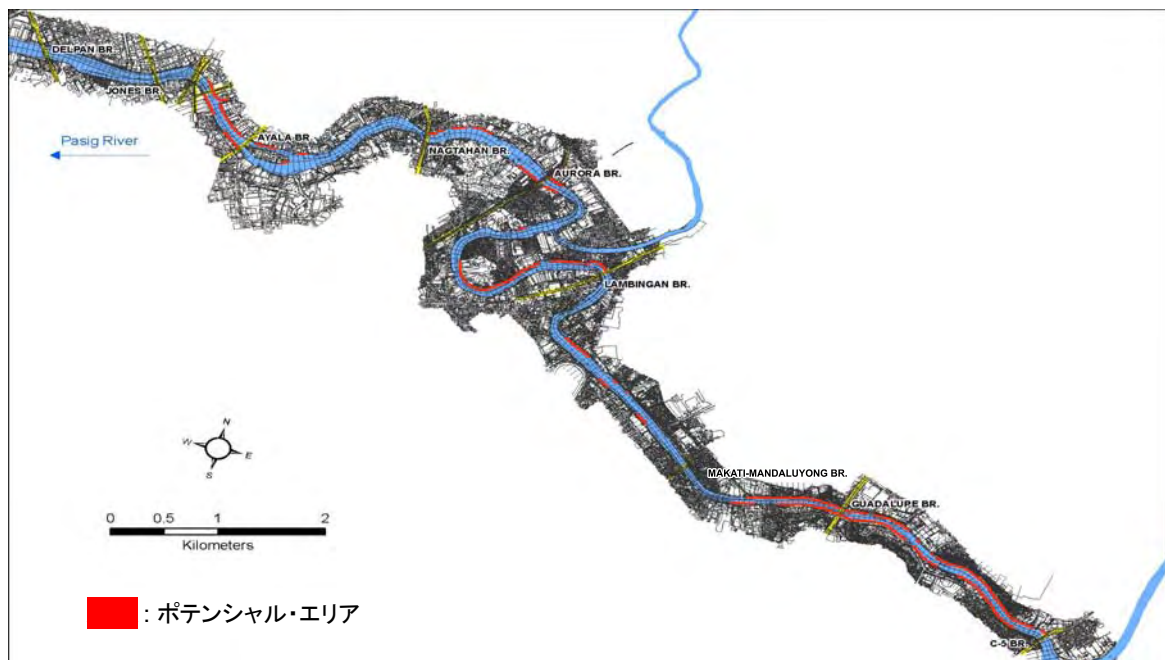 DELPAN BR.
JONES BR.
Pasig River
AYALA BR.
NAGTAHAN BR.
AURORA BR.
LAMBINGAN BR.
MAKATI-MANDALUYONG BR.
GUADALUPE BR.
C-5 BR.
N
W
E
S
0 0.5 1 2
Kilometers
: ポテンシャル・エリア